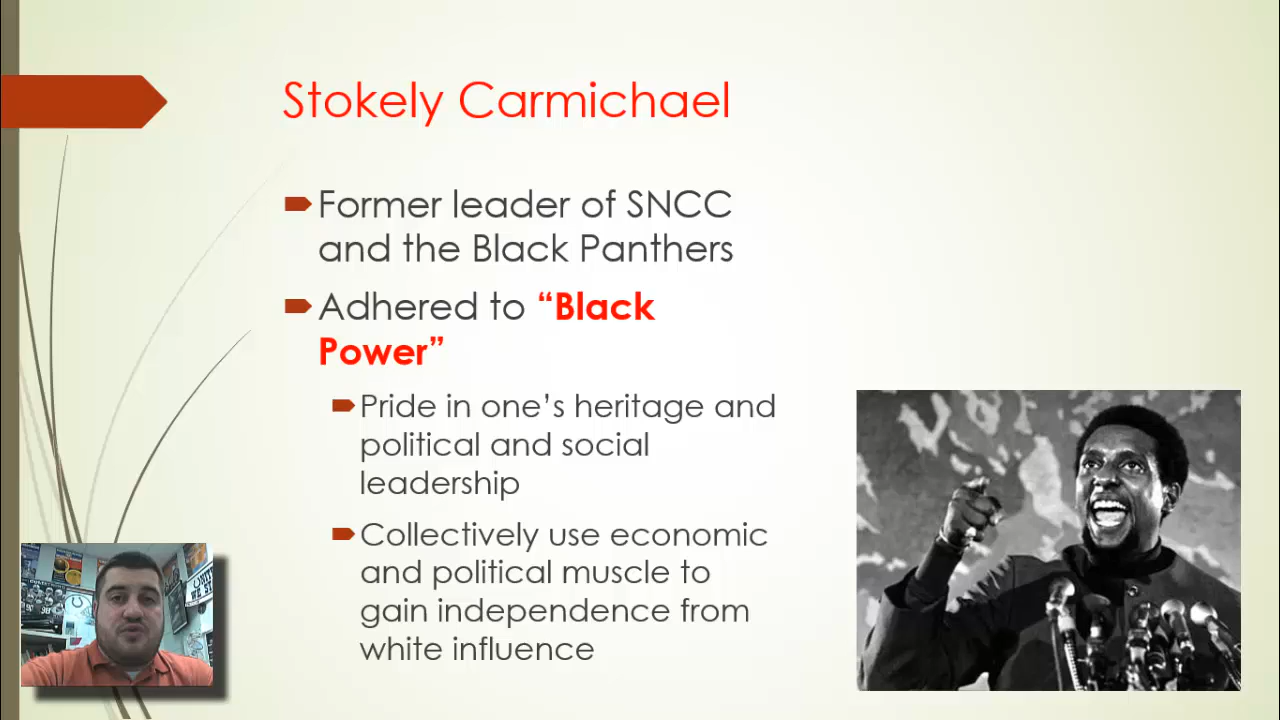 Stokely Carmichael
Former leader of SNCC
and the Black Panthers
Adhered to “Black
Power”
Pride in one’s heritage and
political and social
leadership
Collectively use economic
and political muscle to
gain independence from
white influence